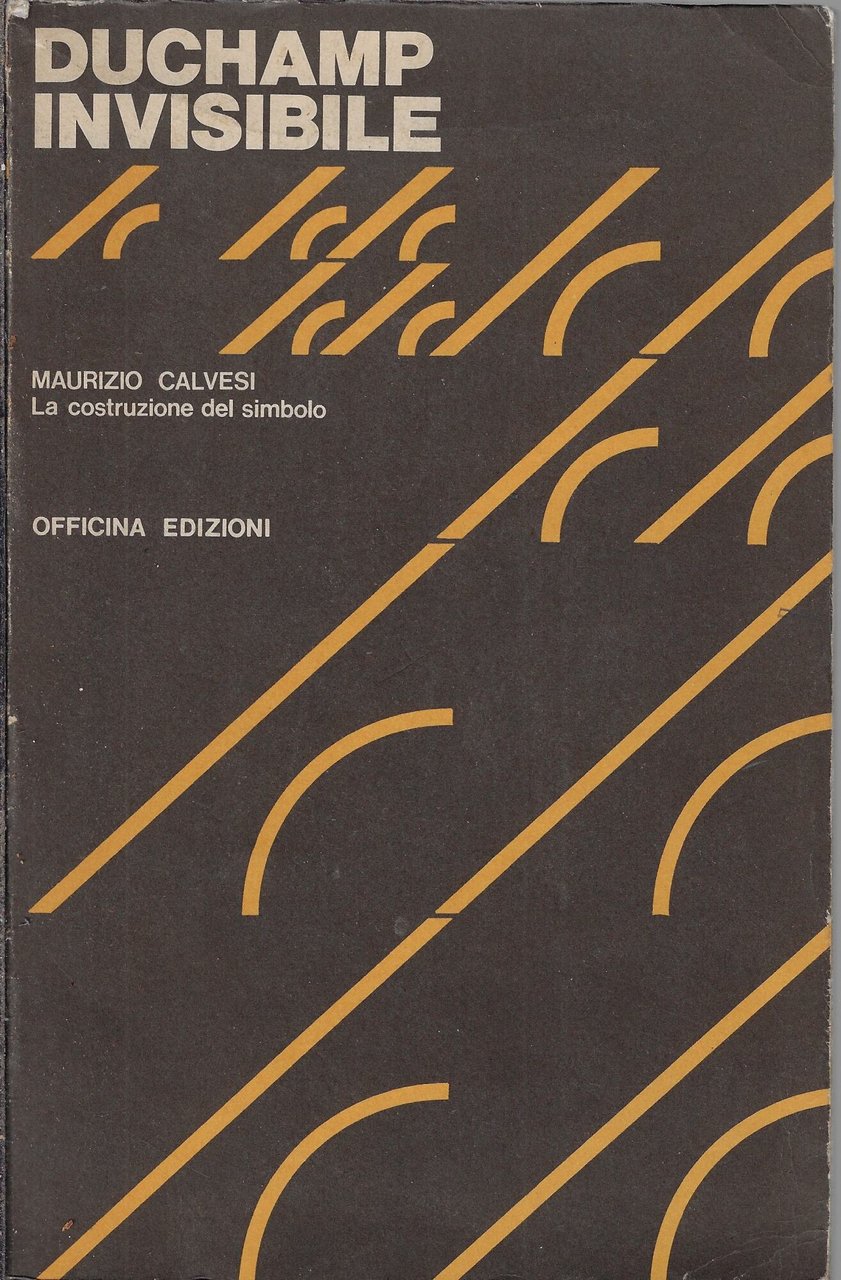 DUCHAMP
INVISIBILE
MAURIZIO CALVESI
La costruzione del simbolo
OFFICINA EDIZIONI